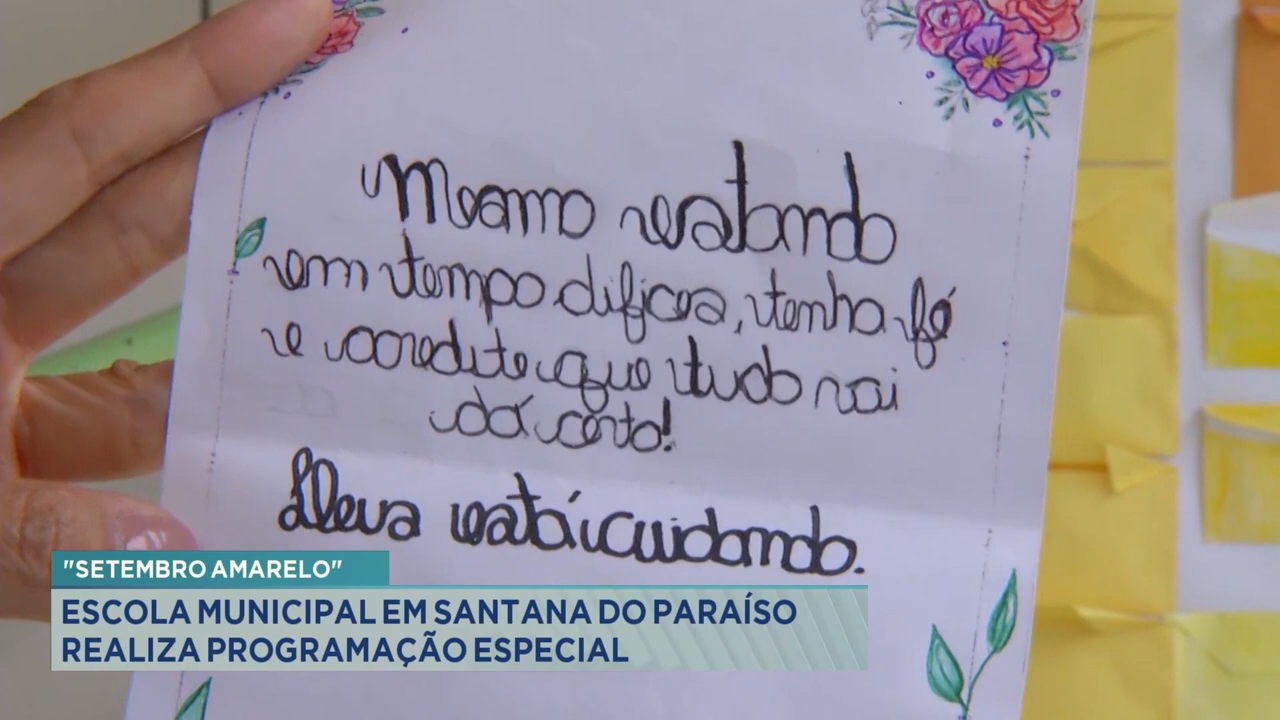 Mesmo estando
em tempo difices, tenha fé
e acredite que tudo vai
dá certo!
Deus está cuidando.
"SETEMBRO AMARELO"
ESCOLA MUNICIPAL EM SANTANA DO PARAÍSO
REALIZA PROGRAMAÇÃO ESPECIAL